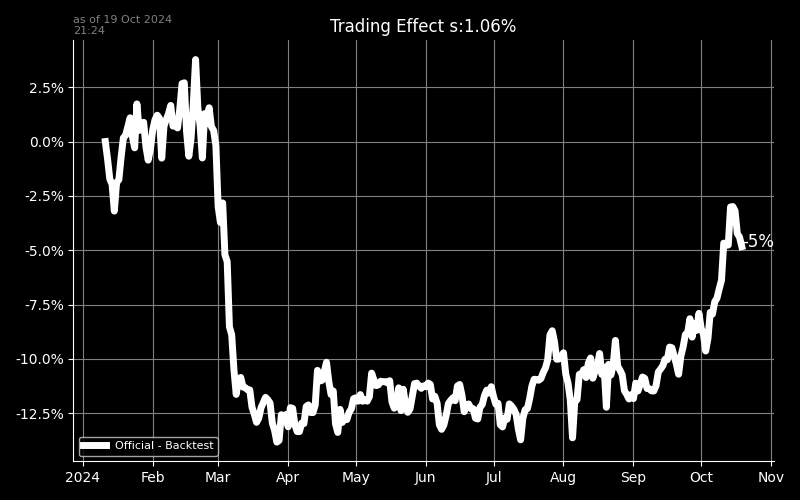 as of 19 Oct 2024
21:24
Trading Effect s:1.06%
2.5%
0.0%
-2.5%
-5.0%
-7.5%
-10.0%
-12.5%
-5%
Official - Backtest
2024 Feb Mar Apr May Jun Jul Aug Sep Oct Nov